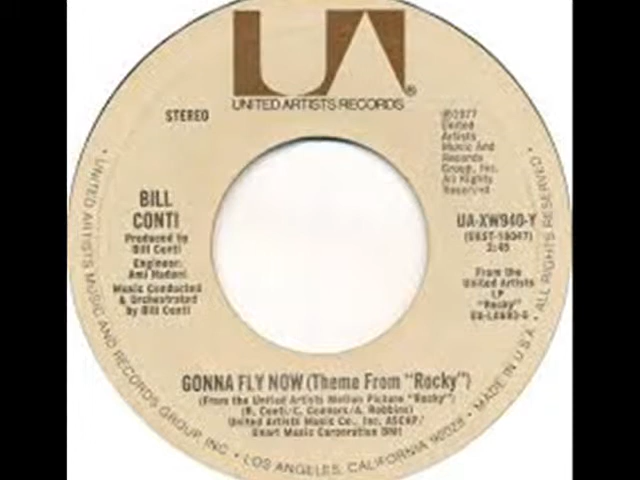 UA
UNITED ARTISTS RECORDS
®
STEREO
℗1977
United
Artists
Music And
Records
Group, Inc.
All Rights
Reserved
BILL
CONTI
Produced by
Bill Conti
Engineer:
Ami Hadani
Music Conducted
& Orchestrated
by Bill Conti
UA-XW940-Y
2:45
From the
United Artists
LP
"Rocky"
GONNA FLY NOW (Theme From "Rocky")
(From the United Artists Motion Picture "Rocky")
(B. Conti/C. Connors/A. Robbins)
United Artists Music Co., Inc. ASCAP/
Unart Music Corporation BMI
• UNITED ARTISTS MUSIC AND RECORDS GROUP, INC. • LOS ANGELES, CALIFORNIA 90028 • MADE IN U.S.A. • ALL RIGHTS RESERVED •